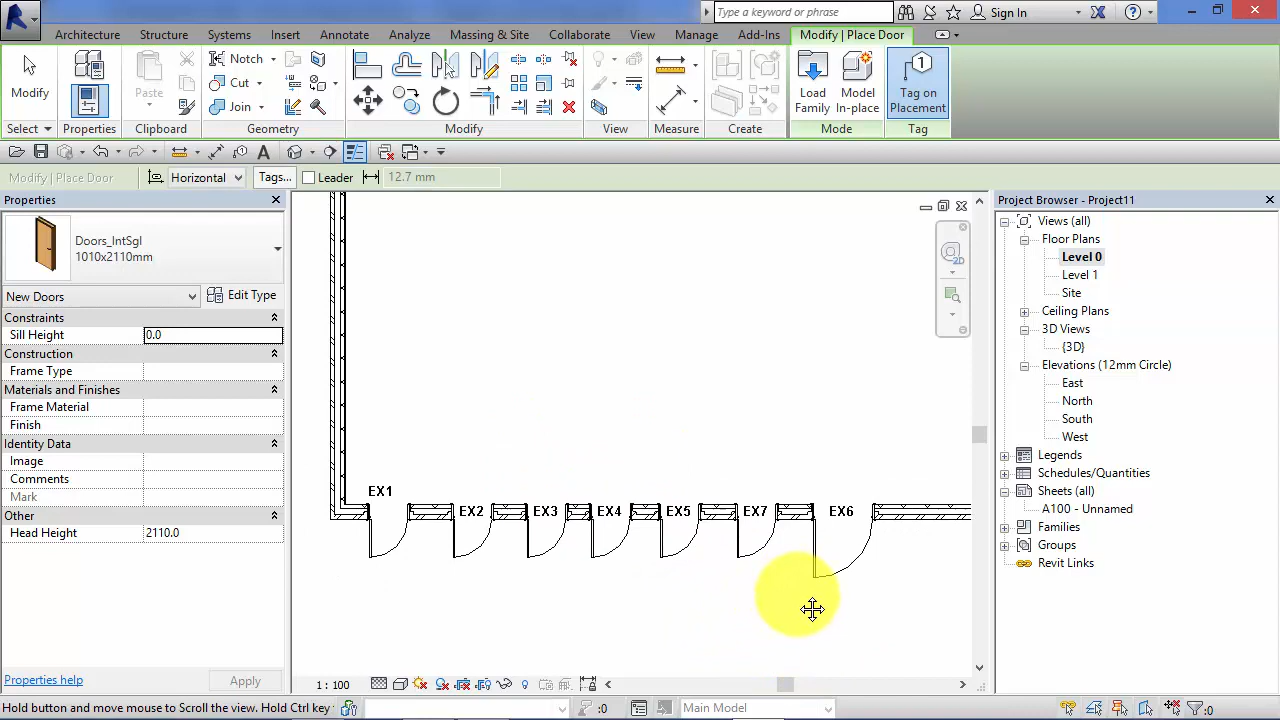 Type a keyword or phrase
Sign In
Architecture Structure Systems Insert Annotate Analyze Massing & Site Collaborate View Manage Add-Ins Modify | Place Door
Modify
Paste
Notch
Cut
Join
Load Family
Model In-place
Tag on Placement
Select Properties Clipboard Geometry Modify View Measure Create Mode Tag
Modify | Place Door Horizontal Tags... Leader 12.7 mm
Properties
Doors_IntSgl
1010x2110mm
New Doors Edit Type
Constraints
Sill Height 0.0
Construction
Frame Type
Materials and Finishes
Frame Material
Finish
Identity Data
Image
Comments
Mark
Other
Head Height 2110.0
Properties help Apply
2D
EX1
EX2 EX3 EX4 EX5 EX7 EX6
1 : 100
Project Browser - Project11
Views (all)
Floor Plans
Level 0
Level 1
Site
Ceiling Plans
3D Views
{3D}
Elevations (12mm Circle)
East
North
South
West
Legends
Schedules/Quantities
Sheets (all)
A100 - Unnamed
Families
Groups
Revit Links
Hold button and move mouse to Scroll the view. Hold Ctrl key :0 Main Model :0